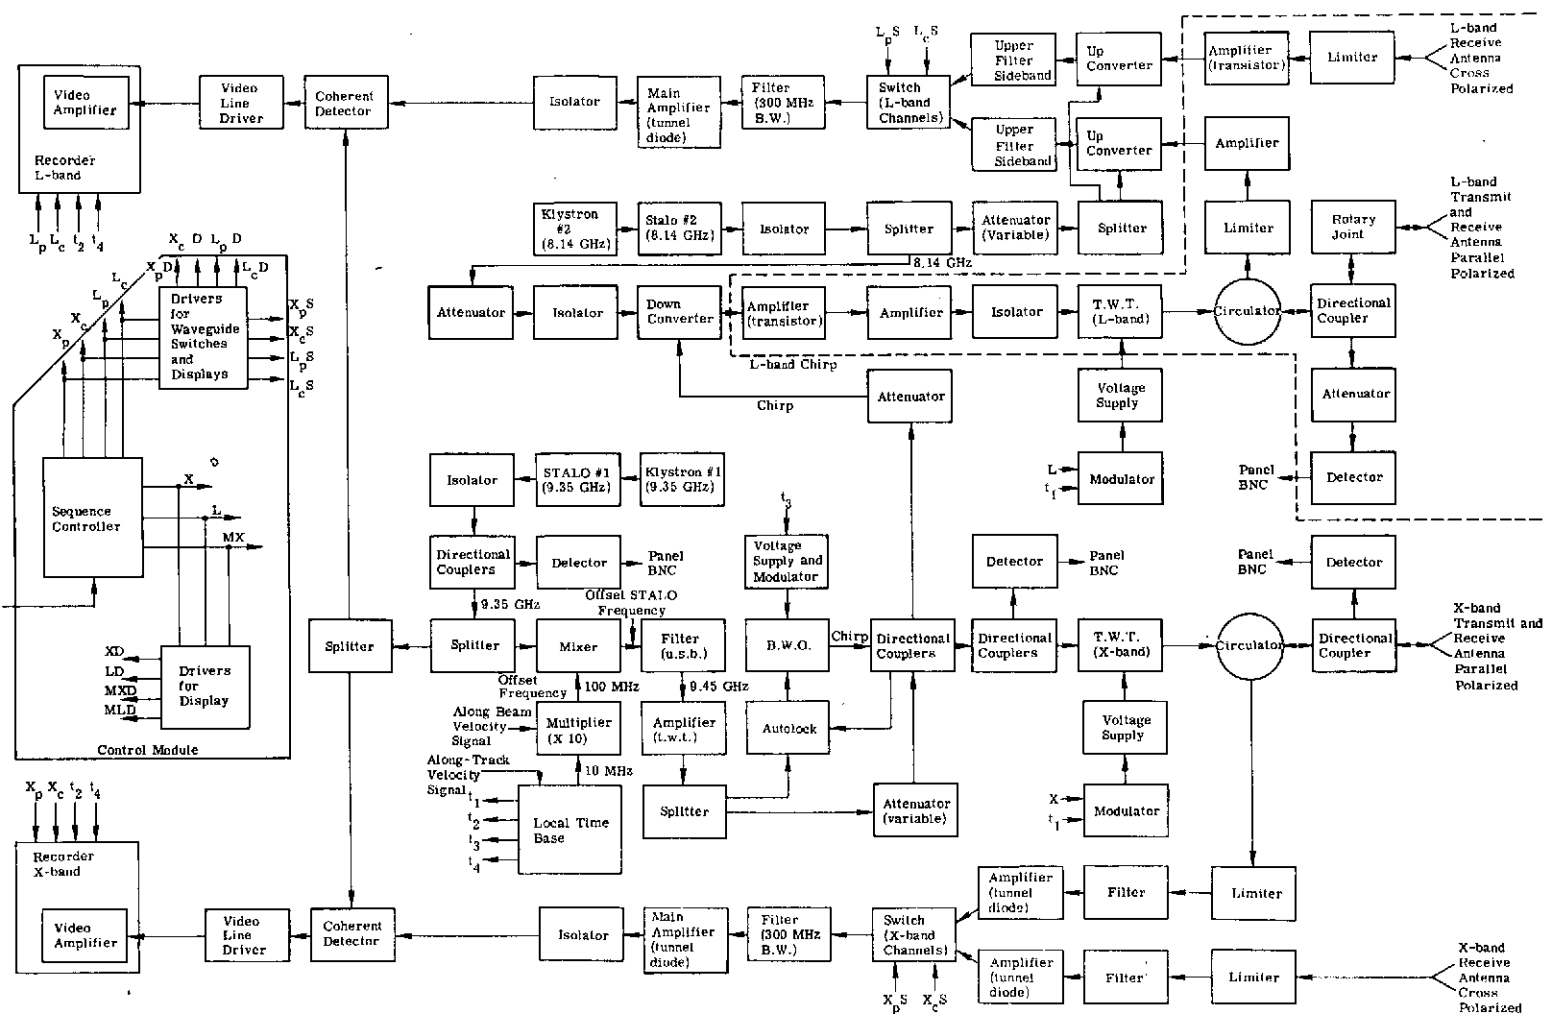 L-band
Receive
Antenna
Cross
Polarized
Limiter
Amplifier
(transistor)
Up
Converter
Upper
Filter
Sideband
LpS
LcS
Switch
(L-band
Channels)
Filter
(300 MHz
B.W.)
Main
Amplifier
(tunnel
diode)
Isolator
Coherent
Detector
Video
Line
Driver
Video
Amplifier
Recorder
L-band
Lp Lc t2 t4
Upper
Filter
Sideband
Up
Converter
Amplifier
L-band
Transmit
and
Receive
Antenna
Parallel
Polarized
Rotary
Joint
Limiter
Splitter
Attenuator
(Variable)
Splitter
Isolator
Stalo #2
(8.14 GHz)
Klystron
#2
(8.14 GHz)
8.14 GHz
Attenuator
Isolator
Down
Converter
Amplifier
(transistor)
Amplifier
Isolator
T.W.T.
(L-band)
Circulator
Directional
Coupler
L-band Chirp
Chirp
Attenuator
Voltage
Supply
Attenuator
L
t1
Modulator
Panel
BNC
Detector
XpD
Xc D Lp D
LcD
Xp
Xc
Lp
Lc
Drivers
for
Waveguide
Switches
and
Displays
XpS
XcS
LpS
LcS
Sequence
Controller
X
D
L
MX
XD
LD
MXD
MLD
Drivers
for
Display
Control Module
Isolator
STALO #1
(9.35 GHz)
Klystron #1
(9.35 GHz)
Directional
Couplers
Detector
Panel
BNC
9.35 GHz
Offset STALO
Frequency
t3
Voltage
Supply and
Modulator
Detector
Panel
BNC
Panel
BNC
Detector
Splitter
Splitter
Mixer
Filter
(u.s.b.)
B.W.O.
Chirp
Directional
Couplers
Directional
Couplers
T.W.T.
(X-band)
Circulator
Directional
Coupler
X-band
Transmit and
Receive
Antenna
Parallel
Polarized
Offset
Frequency
100 MHz
9.45 GHz
Along Beam
Velocity
Signal
Multiplier
(X 10)
Amplifier
(t.w.t.)
Autolock
Voltage
Supply
Along-Track
Velocity
Signal
10 MHz
t1
t2
t3
t4
Local Time
Base
Splitter
Attenuator
(variable)
X
t1
Modulator
Xp Xc t2 t4
Recorder
X-band
Video
Amplifier
Video
Line
Driver
Coherent
Detector
Isolator
Main
Amplifier
(tunnel
diode)
Filter
(300 MHz
B.W.)
Switch
(X-band
Channels)
XpS
XcS
Amplifier
(tunnel
diode)
Filter
Limiter
Amplifier
(tunnel
diode)
Filter
Limiter
X-band
Receive
Antenna
Cross
Polarized